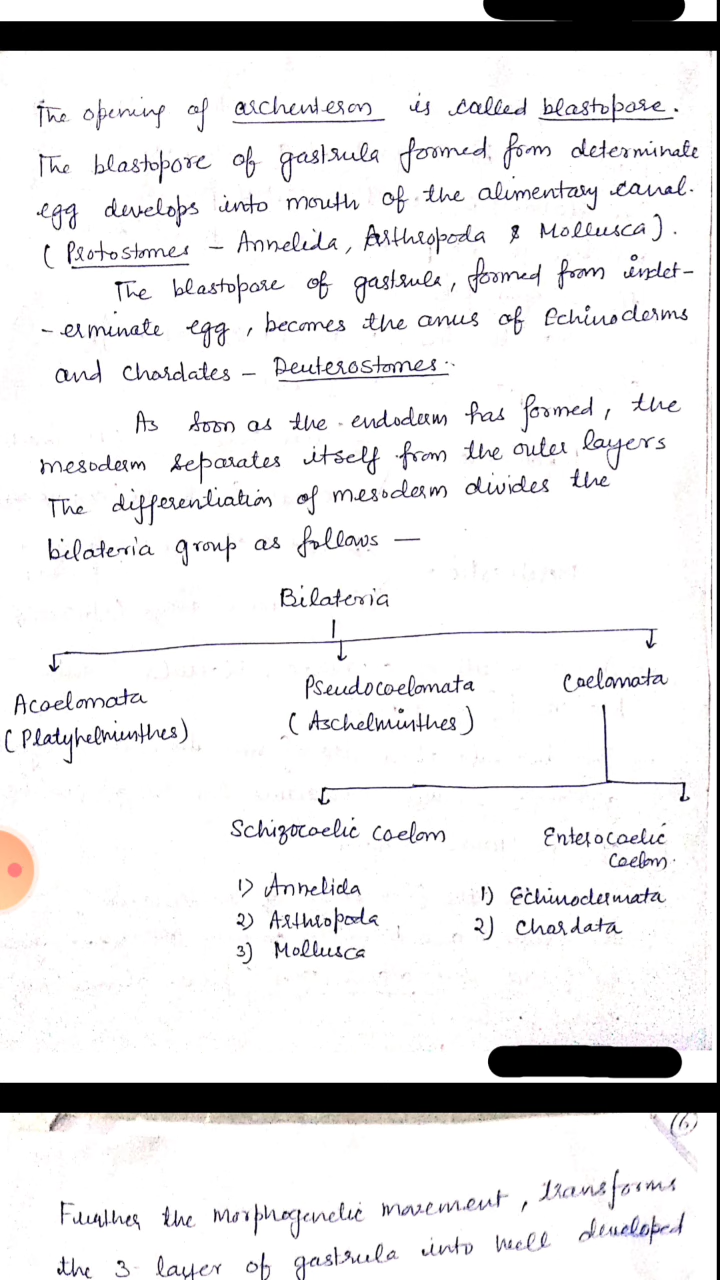 The opening of archenteron is called blastopore.
The blastopore of gastrula formed from determinate
egg develops into mouth of the alimentary canal.
(Protostomes - Annelida, Arthropoda & Mollusca).
The blastopore of gastrula, formed from indet-
-erminate egg, becomes the anus of Echinoderms
and Chordates - Deuterostomes.
As soon as the endoderm has formed, the
mesoderm separates itself from the outer layers
The differentiation of mesoderm divides the
bilateria group as follows —
Bilateria
Acoelomata Pseudocoelomata Coelomata
(Platyhelminthes) (Aschelminthes)
Schizocoelic Coelom Enterocoelic
Coelom.
1) Annelida 1) Echinodermata
2) Arthropoda 2) Chordata
3) Mollusca
(6)
Further the morphogenetic movement, transforms
the 3 layer of gastrula into well developed